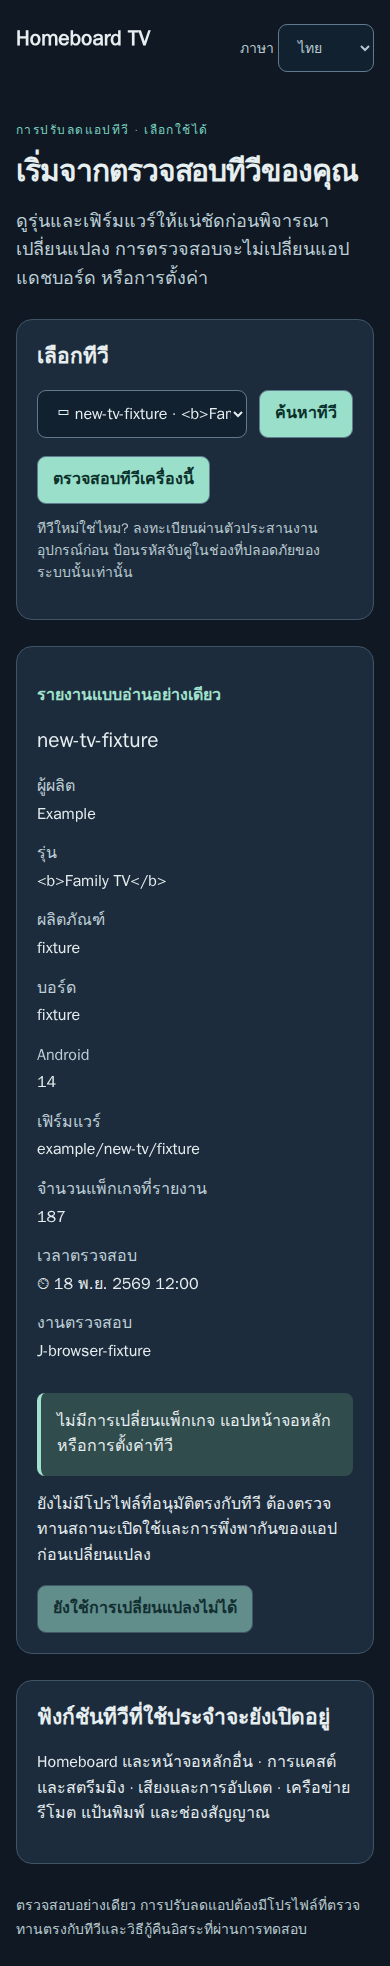 Homeboard TV
ภาษา ไทย
การปรับลดแอปทีวี · เลือกใช้ได้
เริ่มจากตรวจสอบทีวีของคุณ
ดูรุ่นและเฟิร์มแวร์ให้แน่ชัดก่อนพิจารณา
เปลี่ยนแปลง การตรวจสอบจะไม่เปลี่ยนแอป
แดชบอร์ด หรือการตั้งค่า
เลือกทีวี
new-tv-fixture · <b>Fam
ค้นหาทีวี
ตรวจสอบทีวีเครื่องนี้
ทีวีใหม่ใช่ไหม? ลงทะเบียนผ่านตัวประสานงาน
อุปกรณ์ก่อน ป้อนรหัสจับคู่ในช่องที่ปลอดภัยของ
ระบบนั้นเท่านั้น
รายงานแบบอ่านอย่างเดียว
new-tv-fixture
ผู้ผลิต
Example
รุ่น
<b>Family TV</b>
ผลิตภัณฑ์
fixture
บอร์ด
fixture
Android
14
เฟิร์มแวร์
example/new-tv/fixture
จำนวนแพ็กเกจที่รายงาน
187
เวลาตรวจสอบ
⏲ 18 พ.ย. 2569 12:00
งานตรวจสอบ
J-browser-fixture
ไม่มีการเปลี่ยนแพ็กเกจ แอปหน้าจอหลัก
หรือการตั้งค่าทีวี
ยังไม่มีโปรไฟล์ที่อนุมัติตรงกับทีวี ต้องตรวจ
ทานสถานะเปิดใช้และการพึ่งพากันของแอป
ก่อนเปลี่ยนแปลง
ยังใช้การเปลี่ยนแปลงไม่ได้
ฟังก์ชันทีวีที่ใช้ประจำจะยังเปิดอยู่
Homeboard และหน้าจอหลักอื่น · การแคสต์
และสตรีมมิง · เสียงและการอัปเดต · เครือข่าย
รีโมต แป้นพิมพ์ และช่องสัญญาณ
ตรวจสอบอย่างเดียว การปรับลดแอปต้องมีโปรไฟล์ที่ตรวจ
ทานตรงกับทีวีและวิธีกู้คืนอิสระที่ผ่านการทดสอบ